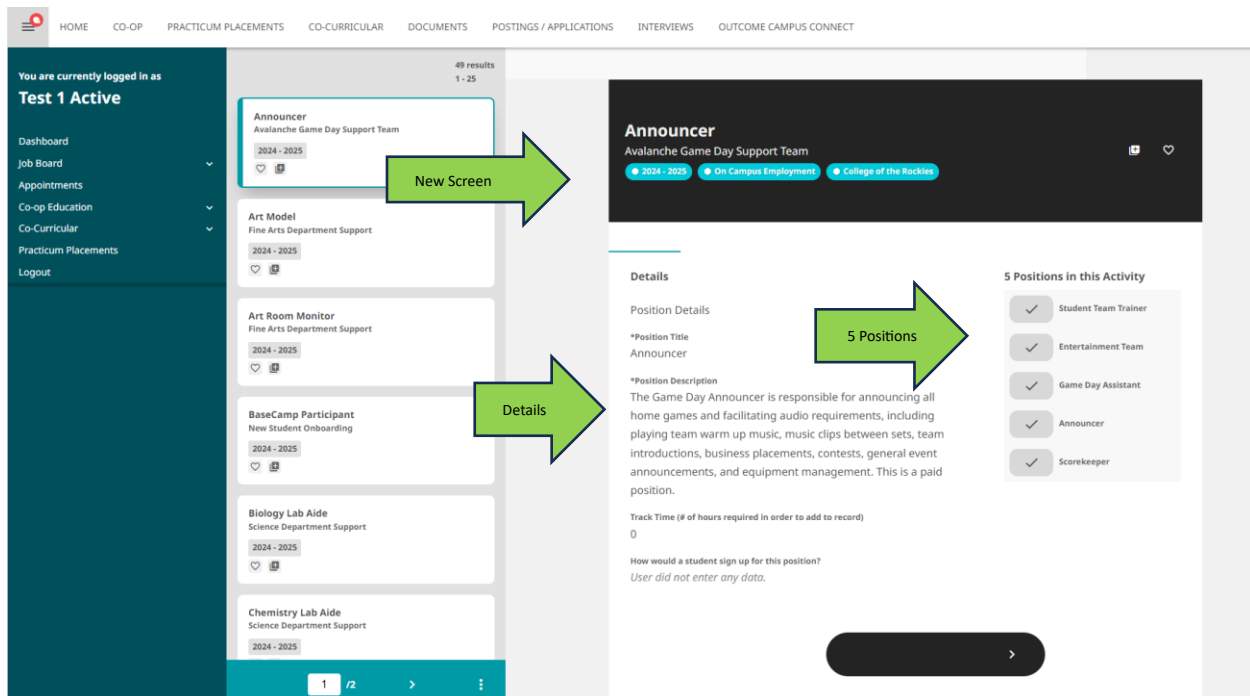 HOME CO-OP PRACTICUM PLACEMENTS CO-CURRICULAR DOCUMENTS POSTINGS / APPLICATIONS INTERVIEWS OUTCOME CAMPUS CONNECT
You are currently logged in as
Test 1 Active
Dashboard
Job Board
Appointments
Co-op Education
Co-Curricular
Practicum Placements
Logout
49 results
1 - 25
Announcer
Avalanche Game Day Support Team
2024 - 2025
Art Model
Fine Arts Department Support
2024 - 2025
Art Room Monitor
Fine Arts Department Support
2024 - 2025
BaseCamp Participant
New Student Onboarding
2024 - 2025
Biology Lab Aide
Science Department Support
2024 - 2025
Chemistry Lab Aide
Science Department Support
2024 - 2025
1 /2
New Screen
Announcer
Avalanche Game Day Support Team
2024 - 2025 On Campus Employment College of the Rockies
Details
Position Details
*Position Title
Announcer
*Position Description
The Game Day Announcer is responsible for announcing all
home games and facilitating audio requirements, including
playing team warm up music, music clips between sets, team
introductions, business placements, contests, general event
announcements, and equipment management. This is a paid
position.
Track Time (# of hours required in order to add to record)
0
How would a student sign up for this position?
User did not enter any data.
Details
5 Positions
5 Positions in this Activity
Student Team Trainer
Entertainment Team
Game Day Assistant
Announcer
Scorekeeper